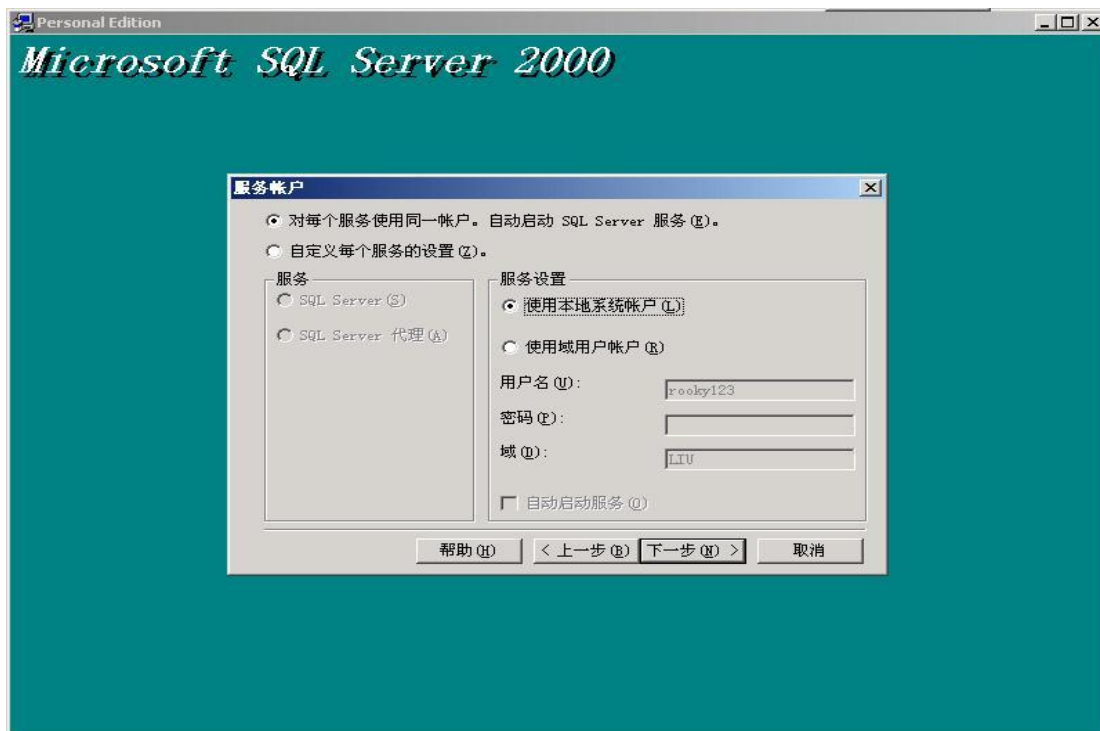 Personal Edition
Microsoft SQL Server 2000
服务帐户
对每个服务使用同一帐户。自动启动 SQL Server 服务(E)。
自定义每个服务的设置(Z)。
服务
SQL Server(S)
SQL Server 代理(A)
服务设置
使用本地系统帐户(L)
使用域用户帐户(R)
用户名(U):
rooky123
密码(P):
域(D):
LIU
自动启动服务(O)
帮助(H)
< 上一步(B)
下一步(N) >
取消